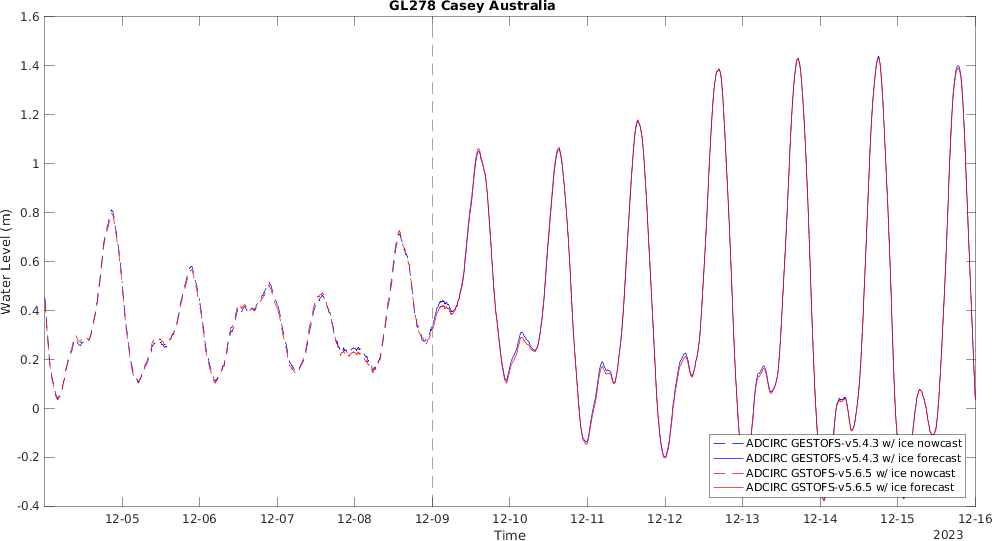 GL278 Casey Australia
1.6
1.4
1.2
1
0.8
0.6
0.4
0.2
0
-0.2
-0.4
Water Level (m)
ADCIRC GESTOFS-v5.4.3 w/ ice nowcast
ADCIRC GESTOFS-v5.4.3 w/ ice forecast
ADCIRC GSTOFS-v5.6.5 w/ ice nowcast
ADCIRC GSTOFS-v5.6.5 w/ ice forecast
12-05 12-06 12-07 12-08 12-09 12-10 12-11 12-12 12-13 12-14 12-15 12-16
Time
2023